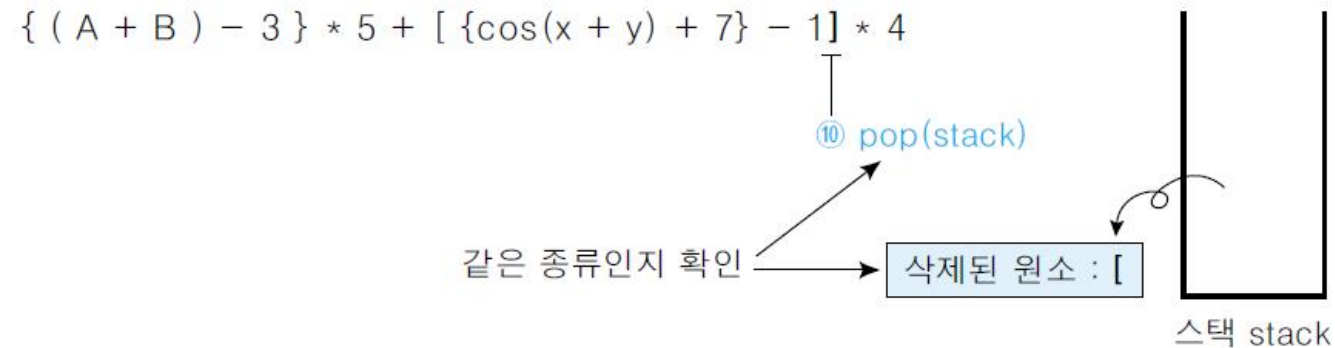 { ( A + B ) − 3 } * 5 + [ {cos(x + y) + 7} − 1] * 4
⑩ pop(stack)
같은 종류인지 확인
삭제된 원소 : [
스택 stack